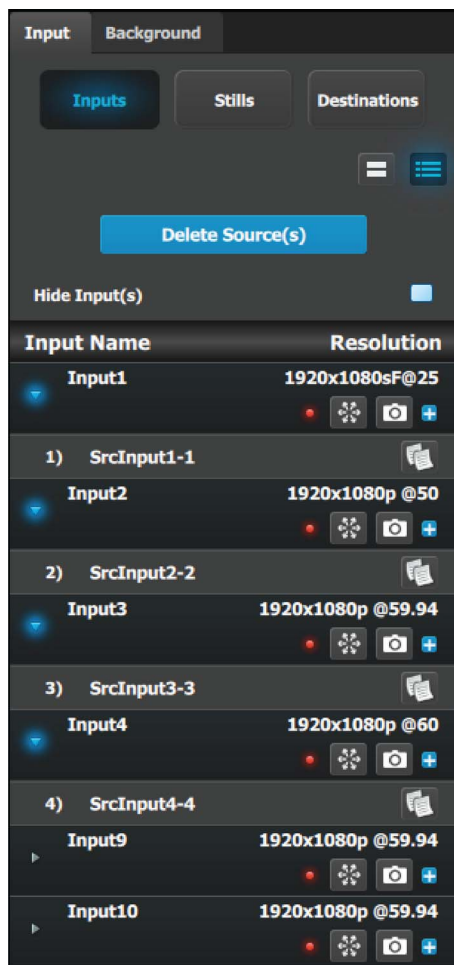 Input Background
Inputs Stills Destinations
Delete Source(s)
Hide Input(s)
Input Name Resolution
Input1 1920x1080sF@25
1) SrcInput1-1
Input2 1920x1080p @50
2) SrcInput2-2
Input3 1920x1080p @59.94
3) SrcInput3-3
Input4 1920x1080p @60
4) SrcInput4-4
Input9 1920x1080p @59.94
Input10 1920x1080p @59.94